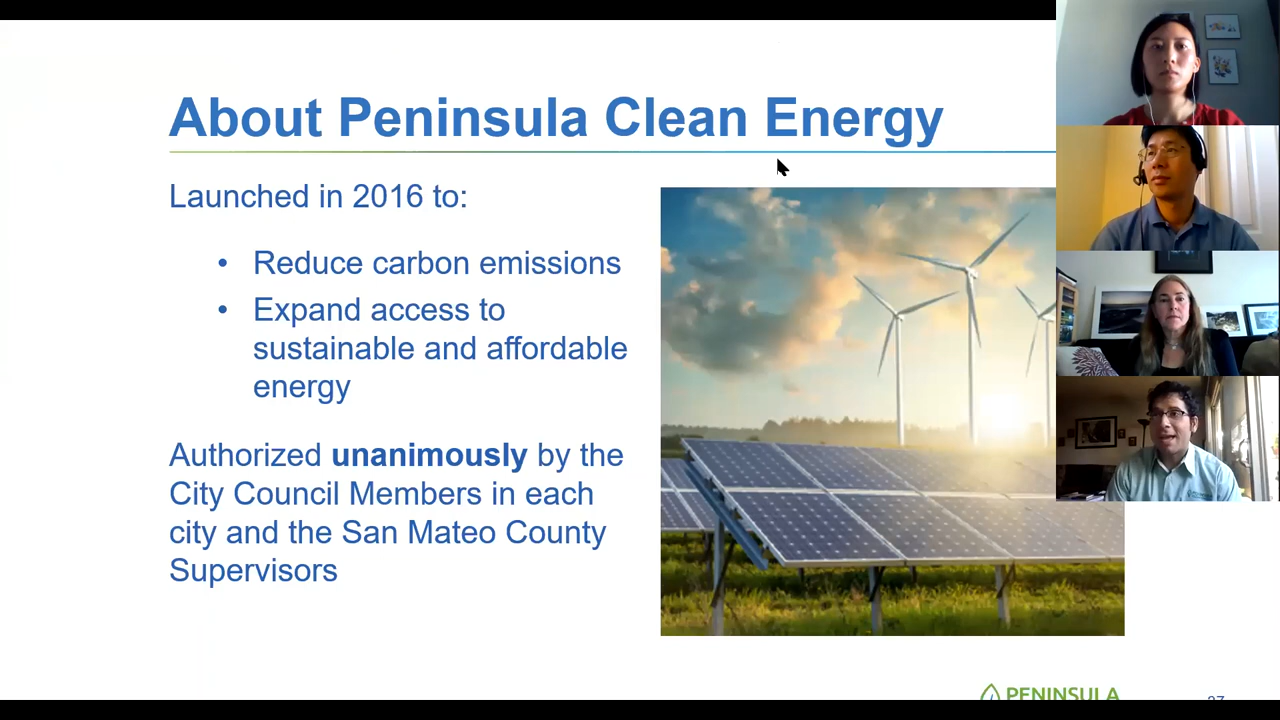 About Peninsula Clean Energy
Launched in 2016 to:
• Reduce carbon emissions
• Expand access to
sustainable and affordable
energy
Authorized unanimously by the
City Council Members in each
city and the San Mateo County
Supervisors
PENINSULA